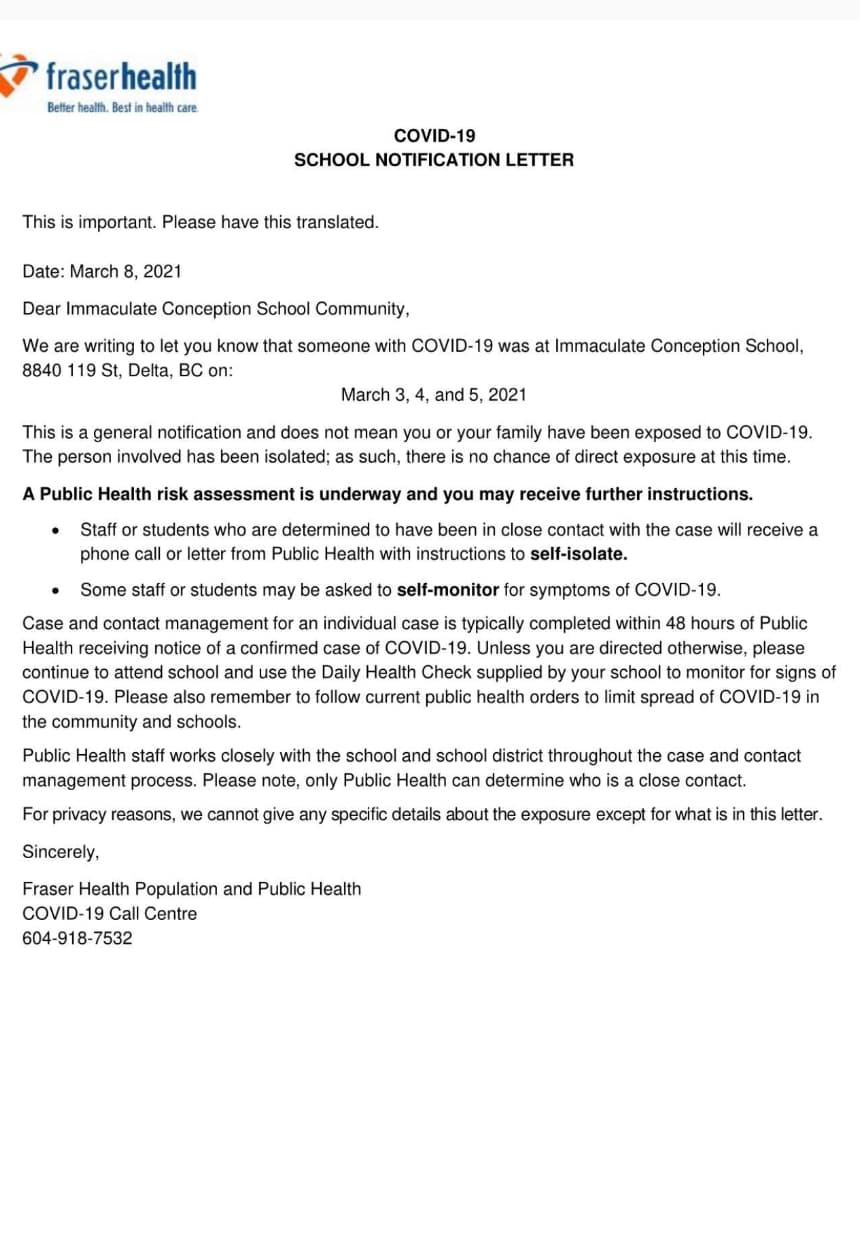 fraserhealth
Better health. Best in health care.
COVID-19
SCHOOL NOTIFICATION LETTER
This is important. Please have this translated.
Date: March 8, 2021
Dear Immaculate Conception School Community,
We are writing to let you know that someone with COVID-19 was at Immaculate Conception School,
8840 119 St, Delta, BC on:
March 3, 4, and 5, 2021
This is a general notification and does not mean you or your family have been exposed to COVID-19.
The person involved has been isolated; as such, there is no chance of direct exposure at this time.
A Public Health risk assessment is underway and you may receive further instructions.
• Staff or students who are determined to have been in close contact with the case will receive a
phone call or letter from Public Health with instructions to self-isolate.
• Some staff or students may be asked to self-monitor for symptoms of COVID-19.
Case and contact management for an individual case is typically completed within 48 hours of Public
Health receiving notice of a confirmed case of COVID-19. Unless you are directed otherwise, please
continue to attend school and use the Daily Health Check supplied by your school to monitor for signs of
COVID-19. Please also remember to follow current public health orders to limit spread of COVID-19 in
the community and schools.
Public Health staff works closely with the school and school district throughout the case and contact
management process. Please note, only Public Health can determine who is a close contact.
For privacy reasons, we cannot give any specific details about the exposure except for what is in this letter.
Sincerely,
Fraser Health Population and Public Health
COVID-19 Call Centre
604-918-7532